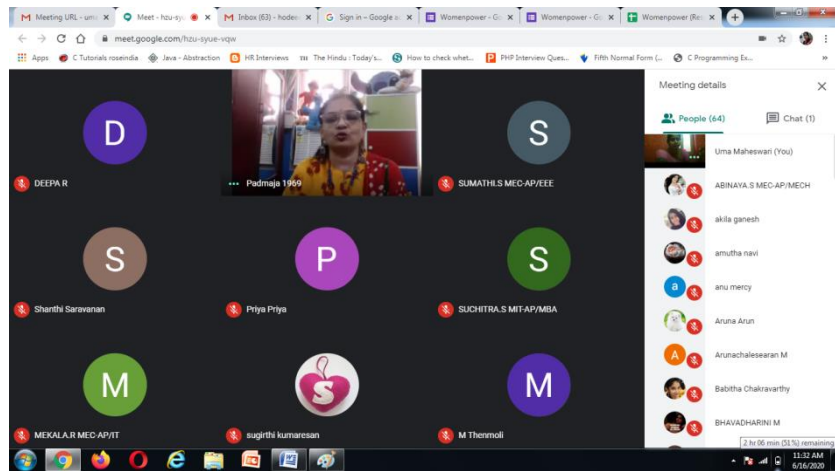 Meeting URL - uma
Meet - hzu-sy
Inbox (63) - hodei
Sign in - Google a
Womenpower - G
Womenpower - G
Womenpower (Re
meet.google.com/hzu-syue-vqw
Apps
C Tutorials roseindia
Java - Abstraction
HR Interviews
TH The Hindu : Today's...
How to check whet...
PHP Interview Ques...
Fifth Normal Form (...
C Programming Ex...
D
DEEPA R
Padmaja 1969
S
SUMATHI.S MEC-AP/EEE
S
Shanthi Saravanan
P
Priya Priya
S
SUCHITRA.S MIT-AP/MBA
M
MEKALA.R MEC-AP/IT
S
sugirthi kumaresan
M
M Thenmoli
Meeting details
People (64)
Chat (1)
Uma Maheswari (You)
ABINAYA.S MEC-AP/MECH
akila ganesh
amutha navi
a
anu mercy
Aruna Arun
A
Arunachalesearan M
Babitha Chakravarthy
BHAVADHARINI M
2 hr 06 min (51%) remaining
11:32 AM
6/16/2020